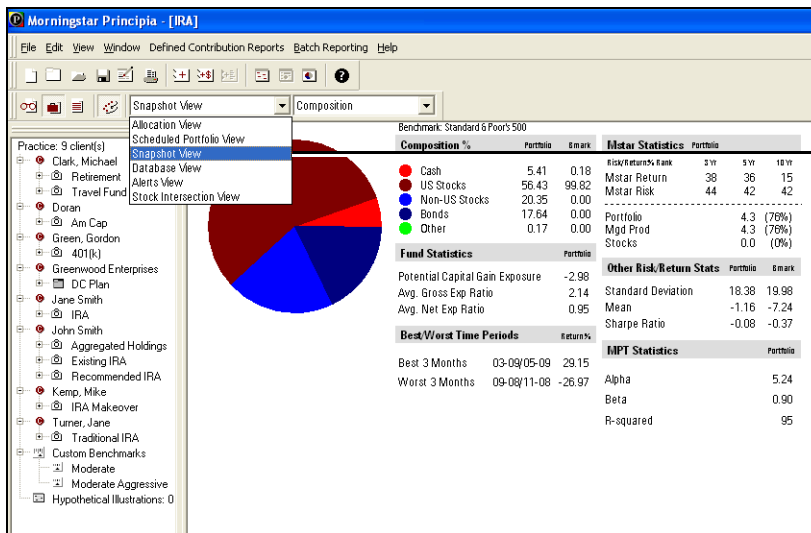 Morningstar Principia - [IRA]
File Edit View Window Defined Contribution Reports Batch Reporting Help
Snapshot View Composition
Allocation View
Scheduled Portfolio View
Snapshot View
Database View
Alerts View
Stock Intersection View
Practice: 9 client(s)
Clark, Michael
Retirement
Travel Fund
Doran
Am Cap
Green, Gordon
401(k)
Greenwood Enterprises
DC Plan
Jane Smith
IRA
John Smith
Aggregated Holdings
Existing IRA
Recommended IRA
Kemp, Mike
IRA Makeover
Turner, Jane
Traditional IRA
Custom Benchmarks
Moderate
Moderate Aggressive
Hypothetical Illustrations: 0
Benchmark: Standard & Poor's 500
Composition % Portfolio Bmark
Cash 5.41 0.18
US Stocks 56.43 99.82
Non-US Stocks 20.35 0.00
Bonds 17.64 0.00
Other 0.17 0.00
Fund Statistics Portfolio
Potential Capital Gain Exposure -2.98
Avg. Gross Exp Ratio 2.14
Avg. Net Exp Ratio 0.95
Best/Worst Time Periods Return%
Best 3 Months 03-09/05-09 29.15
Worst 3 Months 09-08/11-08 -26.97
Mstar Statistics Portfolio
Risk/Return% Rank 3 Yr 5 Yr 10 Yr
Mstar Return 38 36 15
Mstar Risk 44 42 42
Portfolio 4.3 (76%)
Mgd Prod 4.3 (76%)
Stocks 0.0 (0%)
Other Risk/Return Stats Portfolio Bmark
Standard Deviation 18.38 19.98
Mean -1.16 -7.24
Sharpe Ratio -0.08 -0.37
MPT Statistics Portfolio
Alpha 5.24
Beta 0.90
R-squared 95